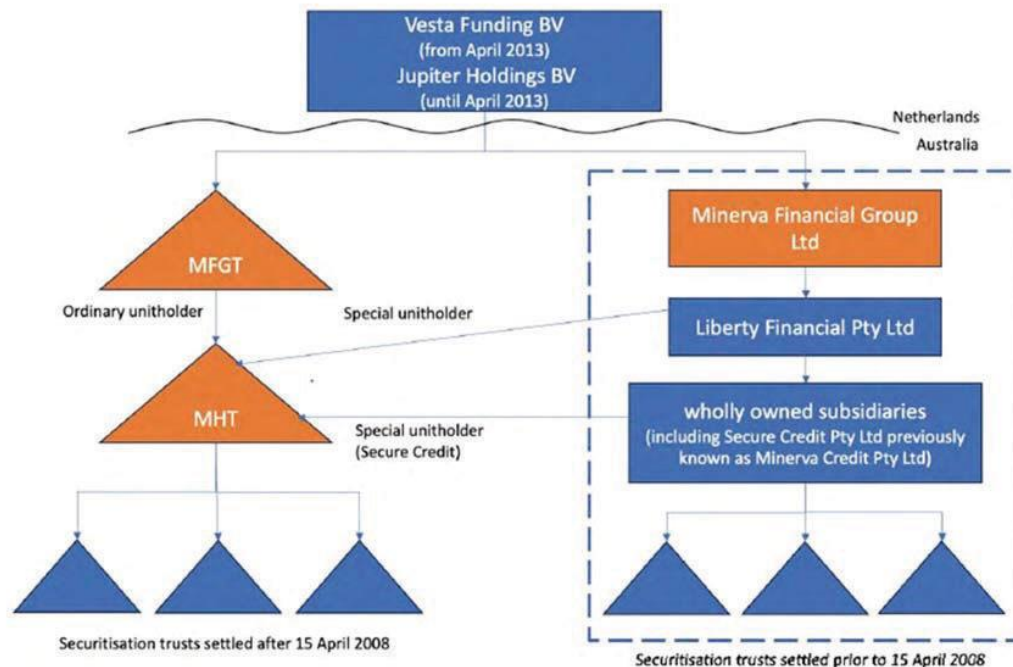 Vesta Funding BV
(from April 2013)
Jupiter Holdings BV
(until April 2013)
Netherlands
Australia
MFGT
Minerva Financial Group
Ltd
Ordinary unitholder
Special unitholder
Liberty Financial Pty Ltd
MHT
Special unitholder
(Secure Credit)
wholly owned subsidiaries
(including Secure Credit Pty Ltd previously
known as Minerva Credit Pty Ltd)
Securitisation trusts settled after 15 April 2008
Securitisation trusts settled prior to 15 April 2008